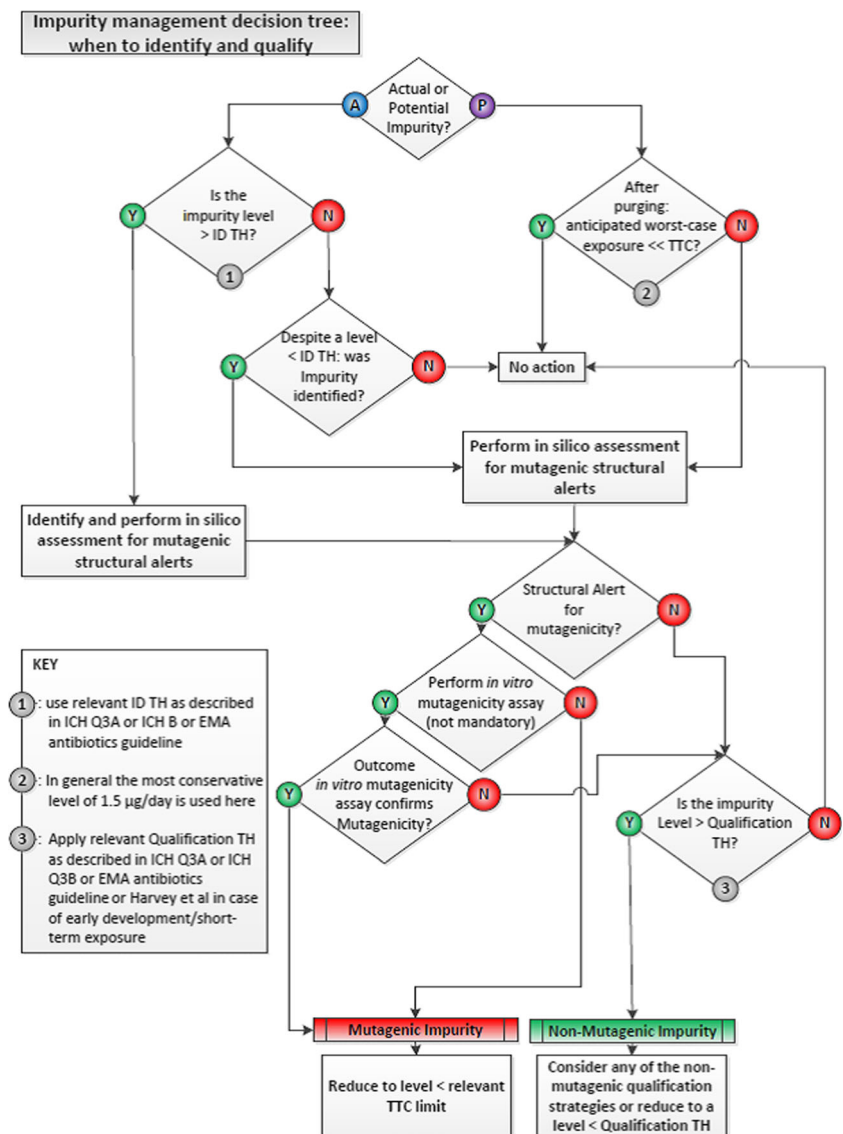 Impurity management decision tree:
when to identify and qualify
Actual or
Potential
Impurity?
A
P
Is the
impurity level
> ID TH?
Y
N
1
After
purging:
anticipated worst-case
exposure << TTC?
Y
N
2
Despite a level
< ID TH: was
Impurity
identified?
Y
N
No action
Perform in silico assessment
for mutagenic structural
alerts
Identify and perform in silico
assessment for mutagenic
structural alerts
Structural Alert
for
mutagenicity?
Y
N
Perform in vitro
mutagenicity assay
(not mandatory)
Y
N
Outcome
in vitro mutagenicity
assay confirms
Mutagenicity?
Y
N
Is the impurity
Level > Qualification
TH?
Y
N
3
KEY
1 : use relevant ID TH as described
in ICH Q3A or ICH B or EMA
antibiotics guideline
2 : In general the most conservative
level of 1.5 µg/day is used here
3 : Apply relevant Qualification TH
as described in ICH Q3A or ICH
Q3B or EMA antibiotics
guideline or Harvey et al in case
of early development/short-
term exposure
Mutagenic Impurity
Reduce to level < relevant
TTC limit
Non-Mutagenic Impurity
Consider any of the non-
mutagenic qualification
strategies or reduce to a
level < Qualification TH